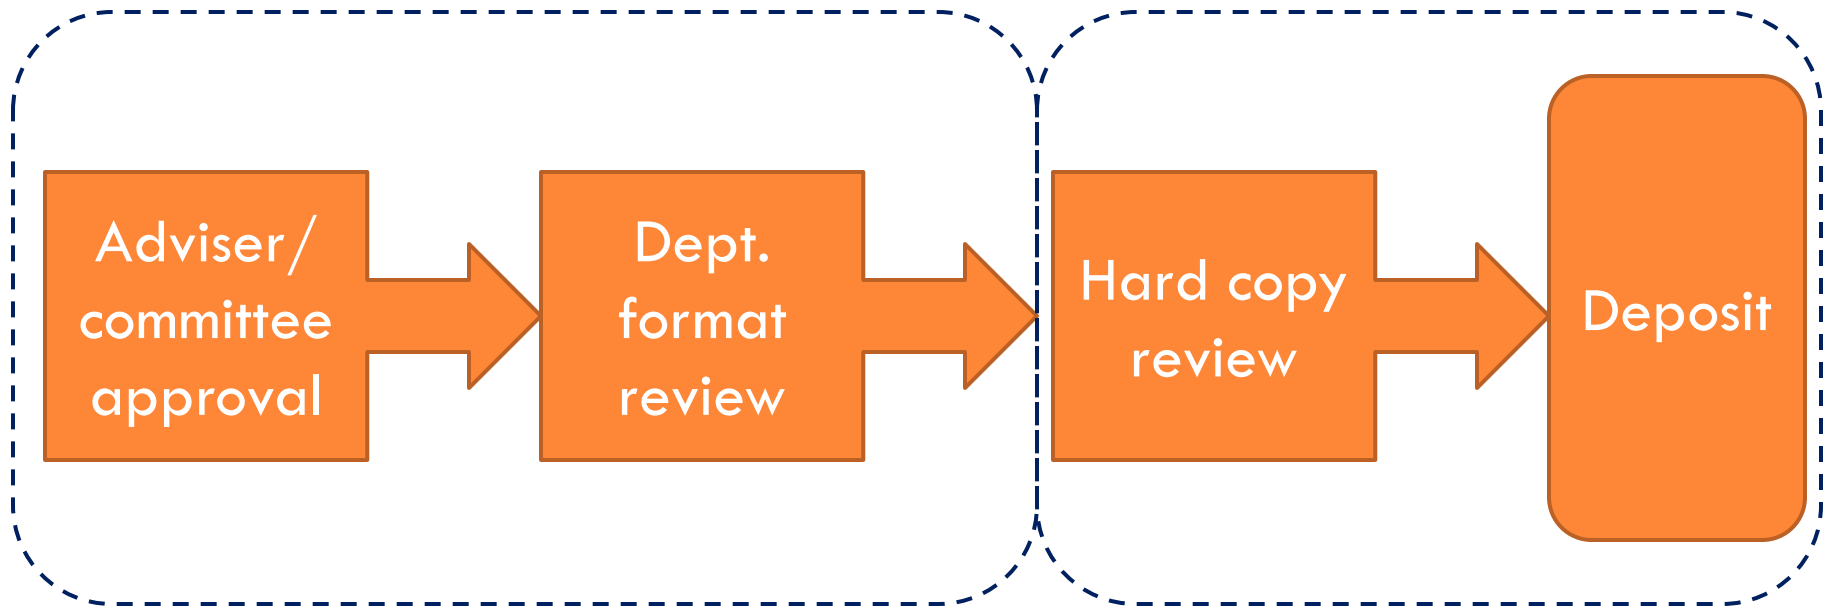 Adviser/
committee
approval
Dept.
format
review
Hard copy
review
Deposit